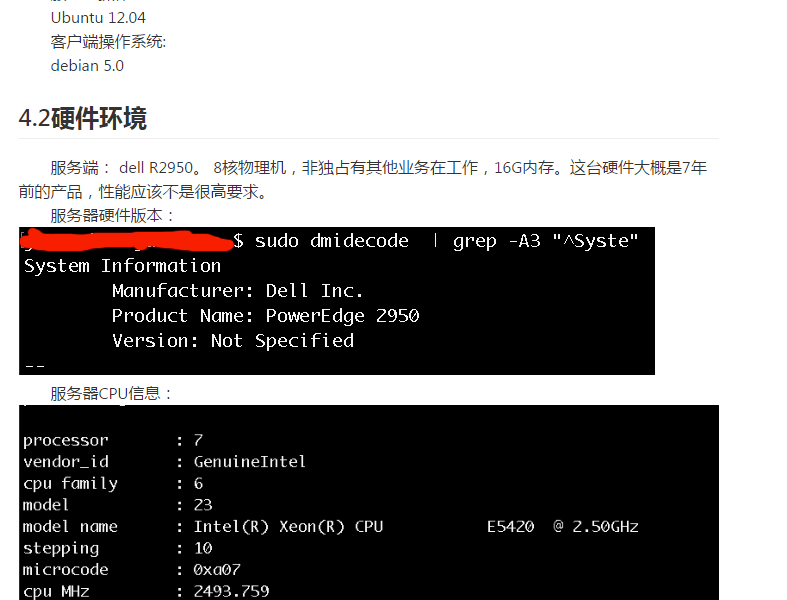 Ubuntu 12.04
客户端操作系统:
debian 5.0
4.2硬件环境
服务端： dell R2950。 8核物理机，非独占有其他业务在工作，16G内存。这台硬件大概是7年
前的产品，性能应该不是很高要求。
服务器硬件版本：
$ sudo dmidecode | grep -A3 "^Syste"
System Information
Manufacturer: Dell Inc.
Product Name: PowerEdge 2950
Version: Not Specified
--
服务器CPU信息：
processor : 7
vendor_id : GenuineIntel
cpu family : 6
model : 23
model name : Intel(R) Xeon(R) CPU E5420 @ 2.50GHz
stepping : 10
microcode : 0xa07
cpu MHz : 2493.759